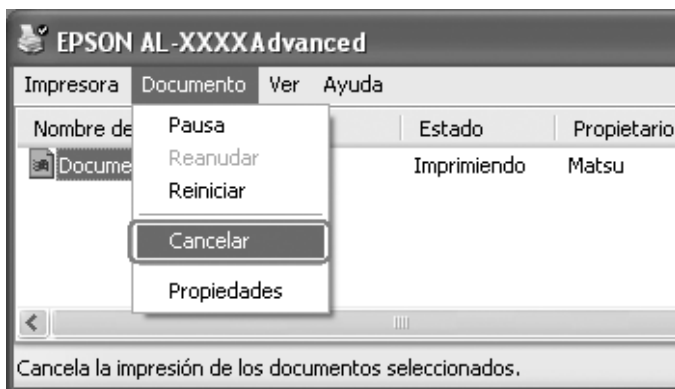 EPSON AL-XXXX Advanced
Impresora Documento Ver Ayuda
Nombre de Estado Propietario
Docume Imprimiendo Matsu
Pausa
Reanudar
Reiniciar
Cancelar
Propiedades
Cancela la impresión de los documentos seleccionados.